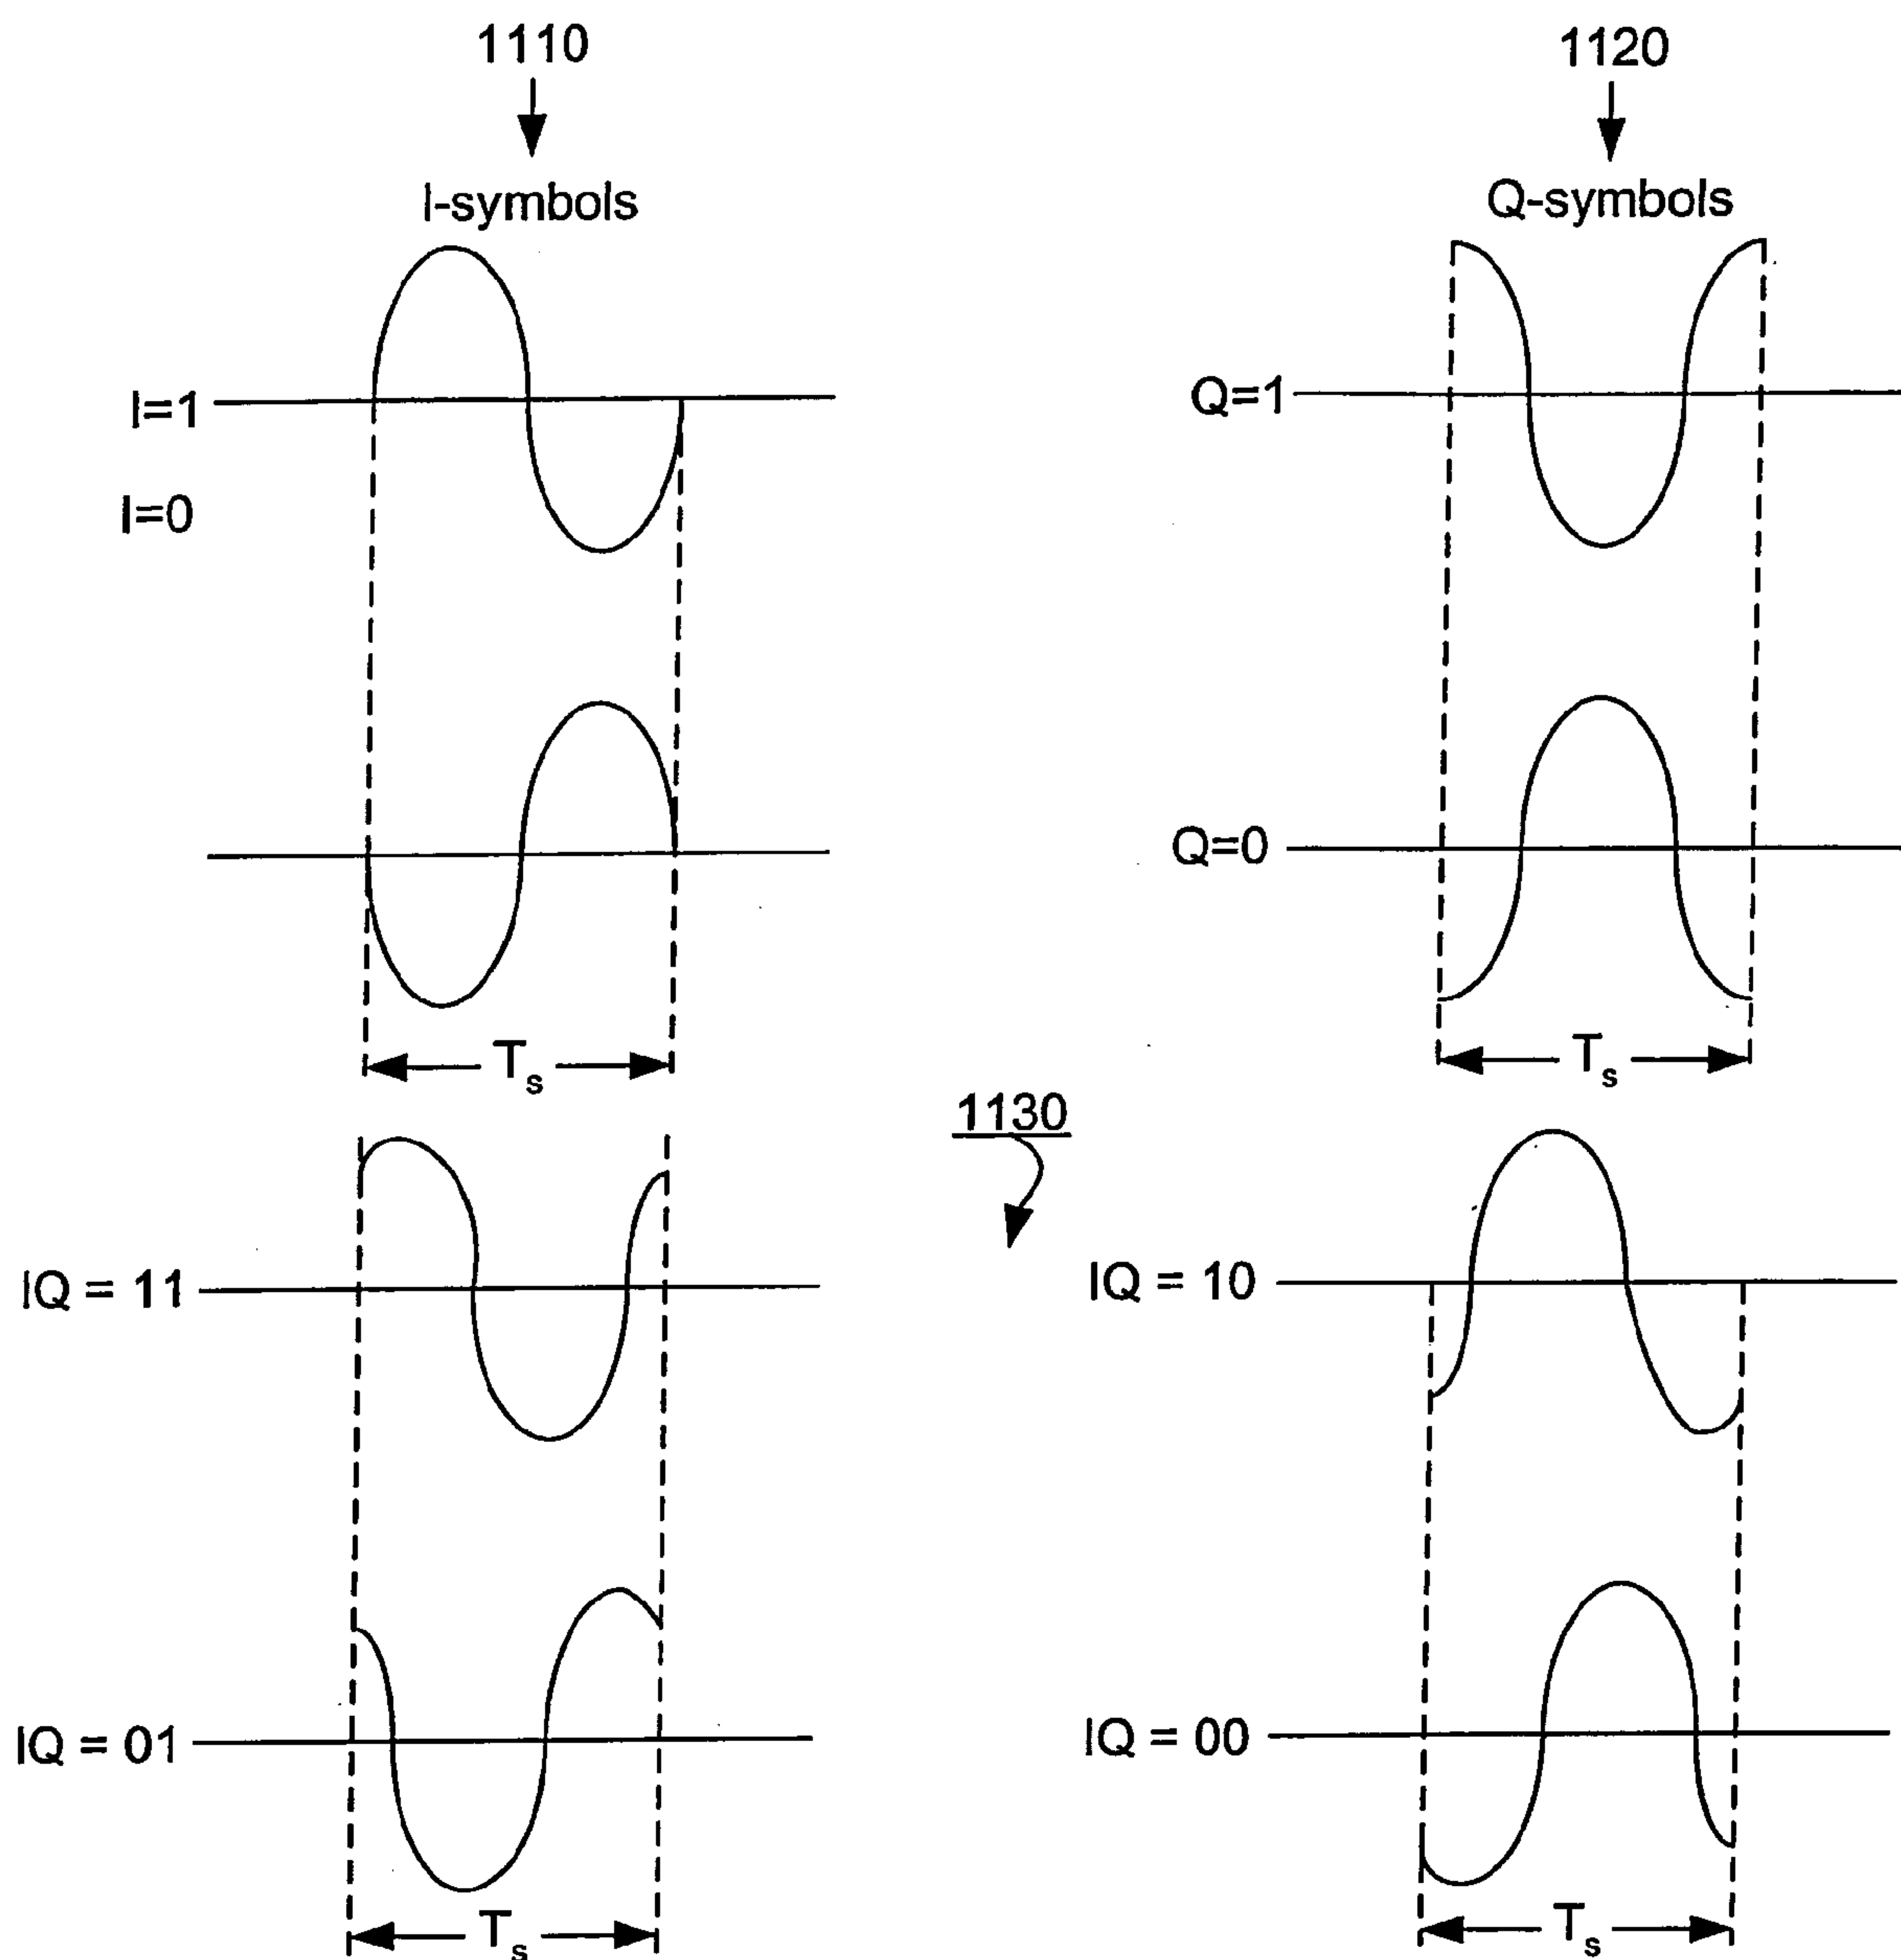 1110
1120
I-symbols
Q-symbols
I=1
Q=1
I=0
Q=0
Ts
Ts
1130
IQ = 11
IQ = 10
IQ = 01
IQ = 00
Ts
Ts